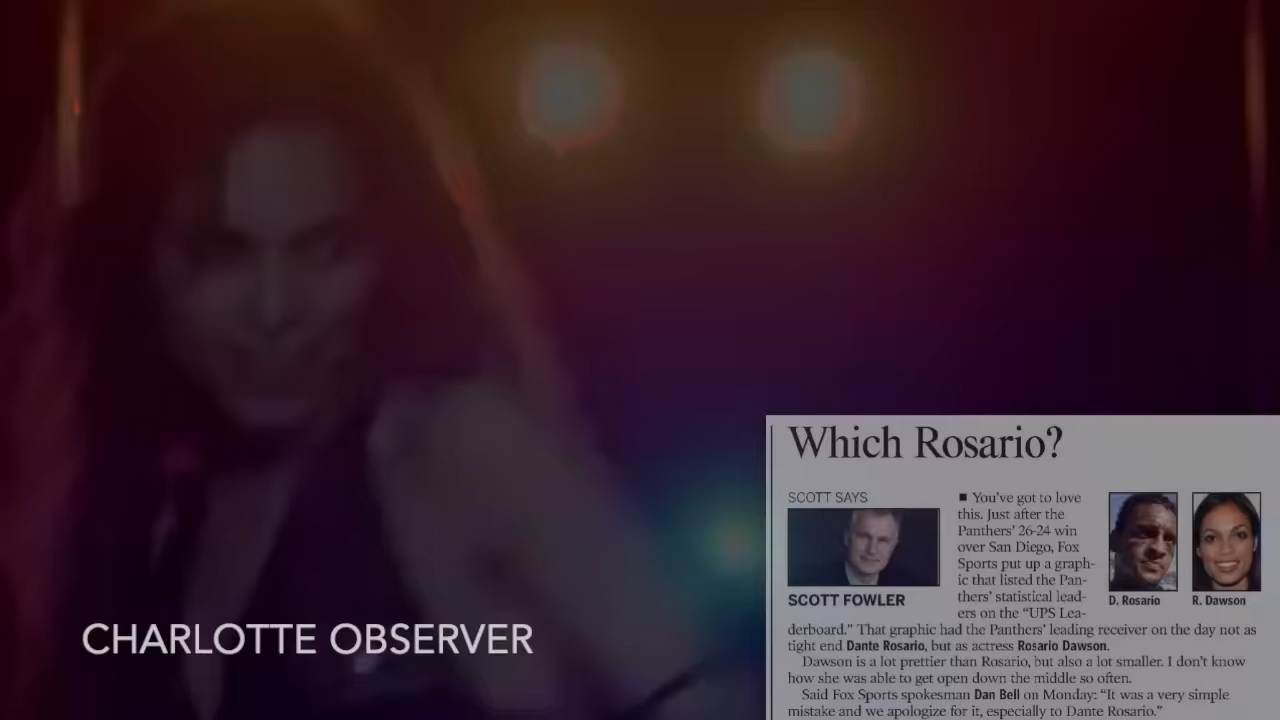 Which Rosario?
SCOTT SAYS
SCOTT FOWLER
■ You've got to love
this. Just after the
Panthers' 26-24 win
over San Diego, Fox
Sports put up a graph-
ic that listed the Pan-
thers' statistical lead-
ers on the “UPS Lea-
D. Rosario
R. Dawson
derboard.” That graphic had the Panthers' leading receiver on the day not as
tight end Dante Rosario, but as actress Rosario Dawson.
Dawson is a lot prettier than Rosario, but also a lot smaller. I don't know
how she was able to get open down the middle so often.
Said Fox Sports spokesman Dan Bell on Monday: “It was a very simple
mistake and we apologize for it, especially to Dante Rosario.”
CHARLOTTE OBSERVER